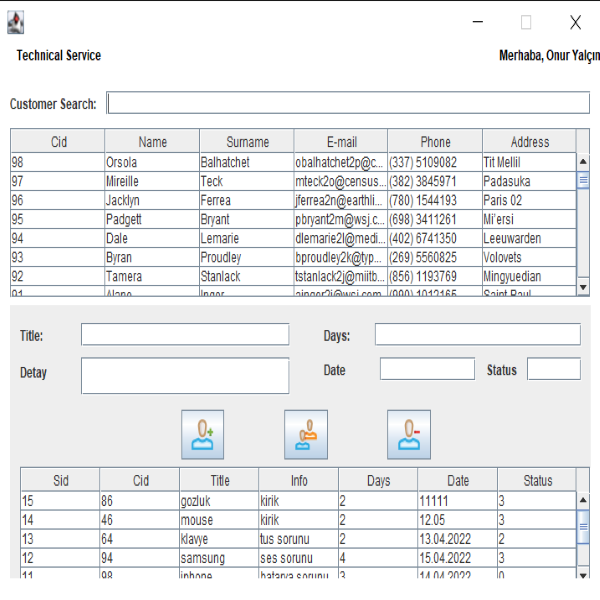 Technical Service
Merhaba, Onur Yalçın
Customer Search:
Cid Name Surname E-mail Phone Address
98 Orsola Balhatchet obalhatchet2p@c... (337) 5109082 Tit Mellil
97 Mireille Teck mteck2o@census... (382) 3845971 Padasuka
96 Jacklyn Ferrea jferrea2n@earthli... (780) 1544193 Paris 02
95 Padgett Bryant pbryant2m@wsj.c... (698) 3411261 Mi'ersi
94 Dale Lemarie dlemarie2l@medi... (402) 6741350 Leeuwarden
93 Byran Proudley bproudley2k@typ... (269) 5560825 Volovets
92 Tamera Stanlack tstanlack2j@miitb... (856) 1193769 Mingyuedian
91 (990) 1012165 Saint Paul
Title: Days:
Detay Date Status
Sid Cid Title Info Days Date Status
15 86 gozluk kirik 2 11111 3
14 46 mouse kirik 2 12.05 3
13 64 klavye tus sorunu 2 13.04.2022 2
12 94 samsung ses sorunu 4 15.04.2022 3
11 98 iphone batarya sorunu 3 14.04.2022 0